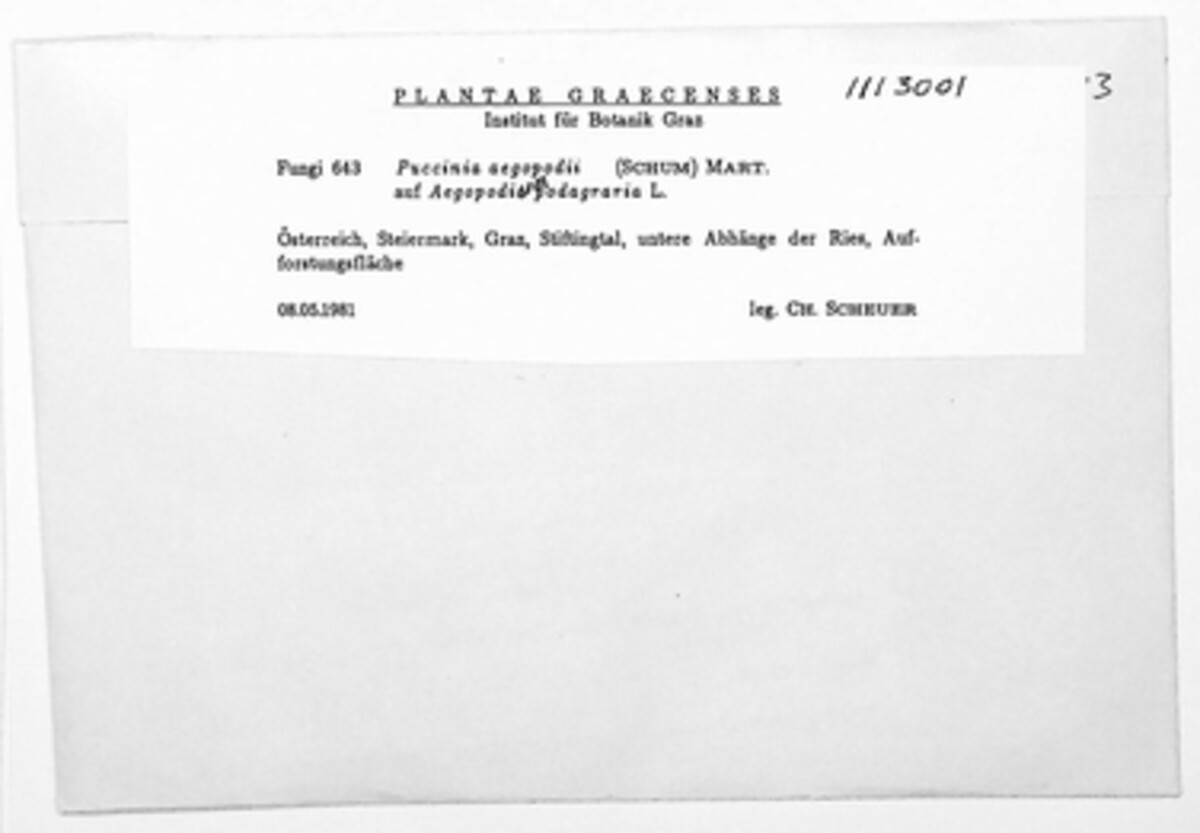 PLANTAE GRAECENSES
1113001
3
Institut für Botanik Graz
Fungi 643 Puccinia aegopodii (SCHUM) MART.
auf Aegopodium podagraria L.
Österreich, Steiermark, Graz, Stiftingtal, untere Abhänge der Ries, Auf-
forstungsfläche
08.05.1981 leg. CH. SCHEUER